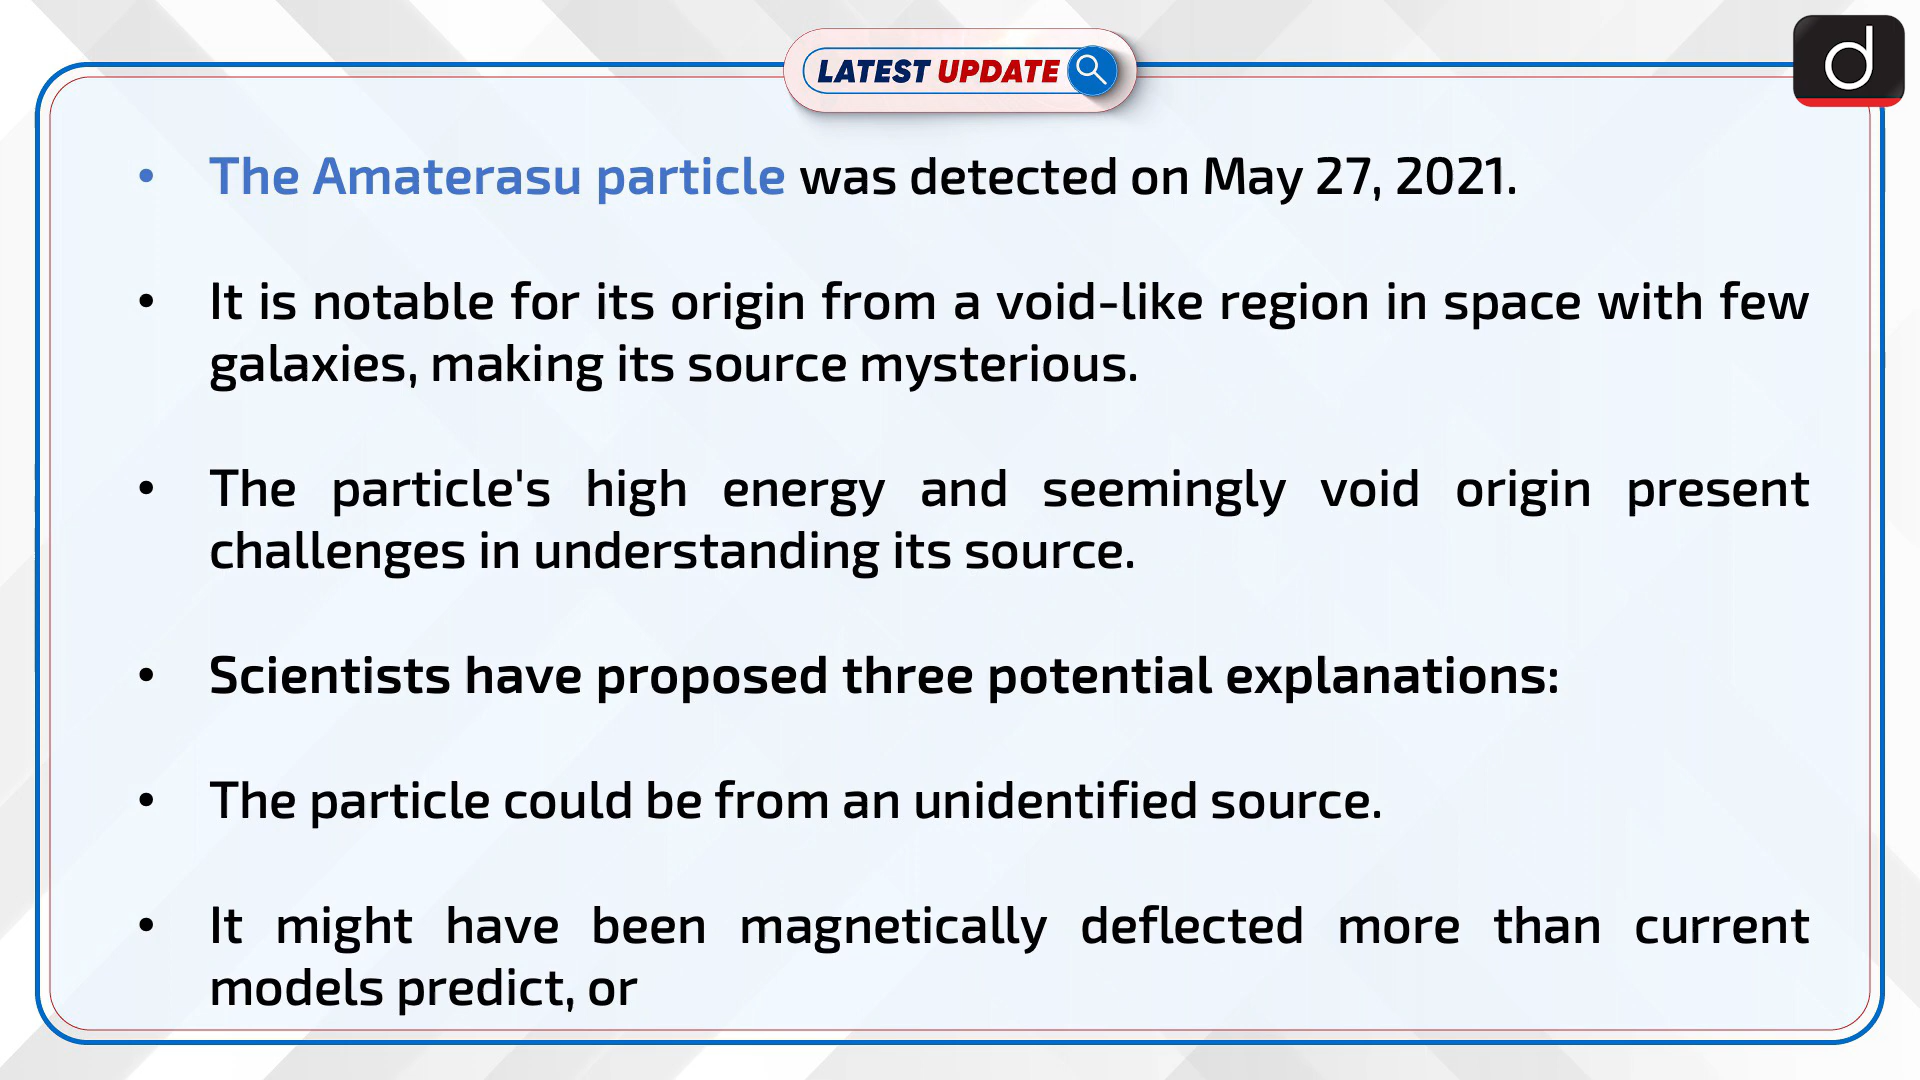 LATEST UPDATE
d
• The Amaterasu particle was detected on May 27, 2021.
• It is notable for its origin from a void-like region in space with few
galaxies, making its source mysterious.
• The particle's high energy and seemingly void origin present
challenges in understanding its source.
• Scientists have proposed three potential explanations:
• The particle could be from an unidentified source.
• It might have been magnetically deflected more than current
models predict, or